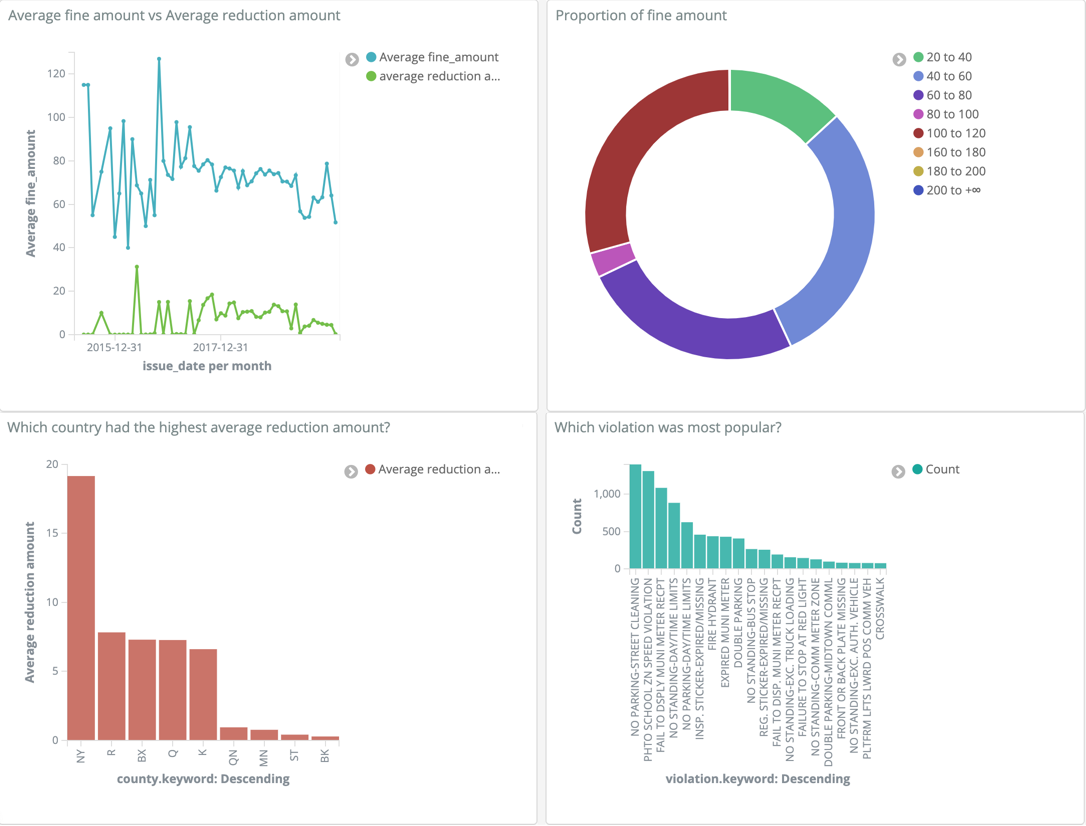 Average fine amount vs Average reduction amount
Average fine_amount
average reduction a...
Average fine_amount
120
100
80
60
40
20
0
2015-12-31
2017-12-31
issue_date per month
Proportion of fine amount
20 to 40
40 to 60
60 to 80
80 to 100
100 to 120
160 to 180
180 to 200
200 to +∞
Which country had the highest average reduction amount?
Average reduction a...
Average reduction amount
20
15
10
5
0
NY
R
BX
Q
K
QN
MN
ST
BK
county.keyword: Descending
Which violation was most popular?
Count
Count
1,000
500
0
NO PARKING-STREET CLEANING
PHTO SCHOOL ZN SPEED VIOLATION
FAIL TO DSPLY MUNI METER RECPT
NO STANDING-DAY/TIME LIMITS
NO PARKING-DAY/TIME LIMITS
INSP. STICKER-EXPIRED/MISSING
FIRE HYDRANT
EXPIRED MUNI METER
DOUBLE PARKING
NO STANDING-BUS STOP
REG. STICKER-EXPIRED/MISSING
FAIL TO DISP. MUNI METER RECPT
NO STANDING-EXC. TRUCK LOADING
FAILURE TO STOP AT RED LIGHT
NO STANDING-COMM METER ZONE
DOUBLE PARKING-MIDTOWN COMML
FRONT OR BACK PLATE MISSING
NO STANDING-EXC. AUTH. VEHICLE
PLTFRM LFTS LWRD POS COMM VEH
CROSSWALK
violation.keyword: Descending